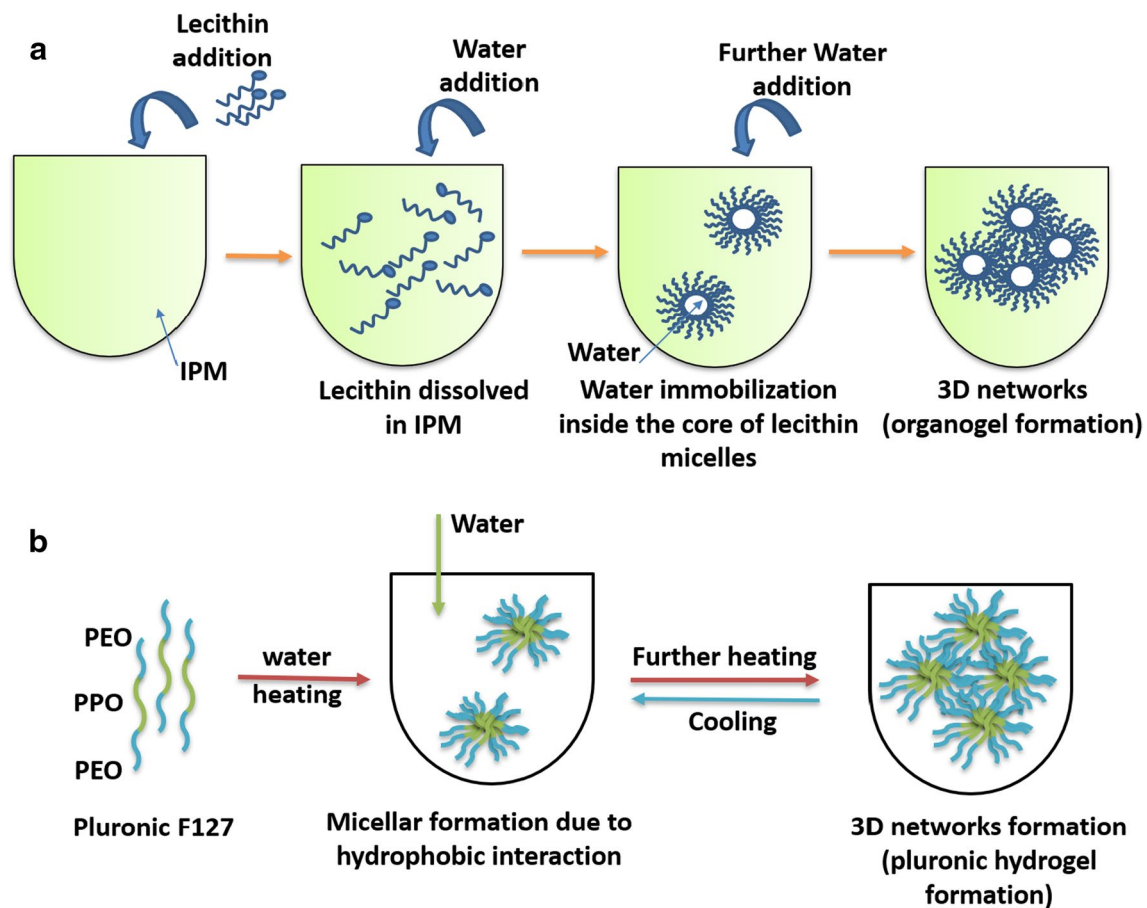 a
Lecithin
addition
Water
addition
Further Water
addition
IPM
Lecithin dissolved
in IPM
Water
Water immobilization
inside the core of lecithin
micelles
3D networks
(organogel formation)
b
PEO
PPO
PEO
Pluronic F127
water
heating
Water
Micellar formation due to
hydrophobic interaction
Further heating
Cooling
3D networks formation
(pluronic hydrogel
formation)